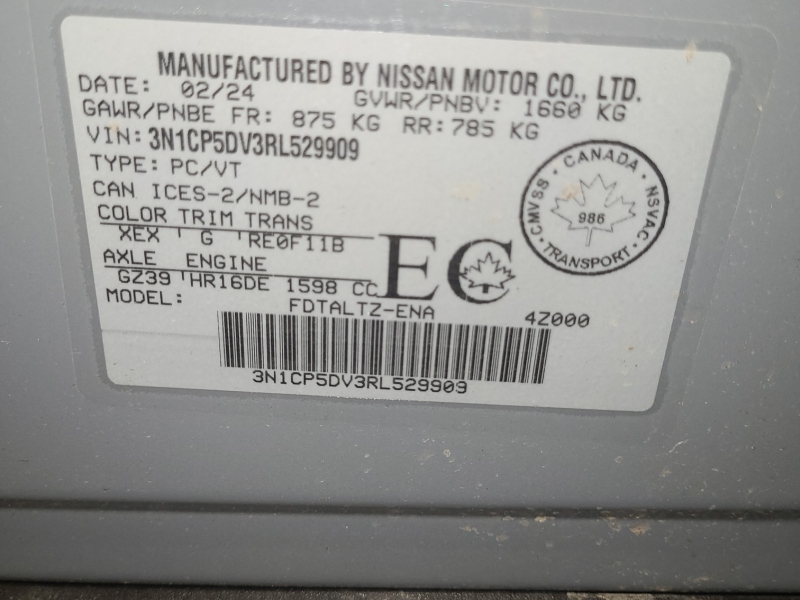 MANUFACTURED BY NISSAN MOTOR CO., LTD.
DATE: 02/24 GVWR/PNBV: 1660 KG
GAWR/PNBE FR: 875 KG RR: 785 KG
VIN: 3N1CP5DV3RL529909
TYPE: PC/VT
CAN ICES-2/NMB-2
COLOR TRIM TRANS
XEX G RE0F11B
AXLE ENGINE
GZ39 HR16DE 1598 CC
MODEL: FDTALTZ-ENA 4Z000
EC
3N1CP5DV3RL529909
CANADA
CMVSS 986 NSVAC
TRANSPORT